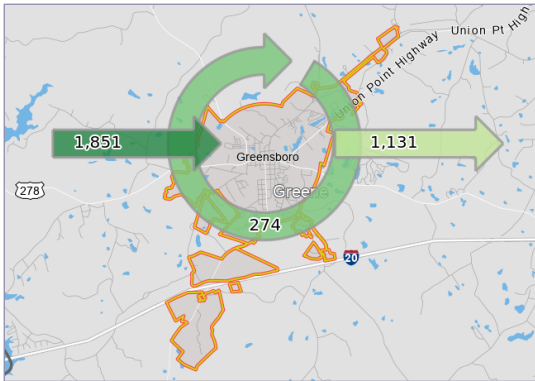 Union Pt High
Union Point Highway
1,851
1,131
Greensboro
278
Greene
274
20